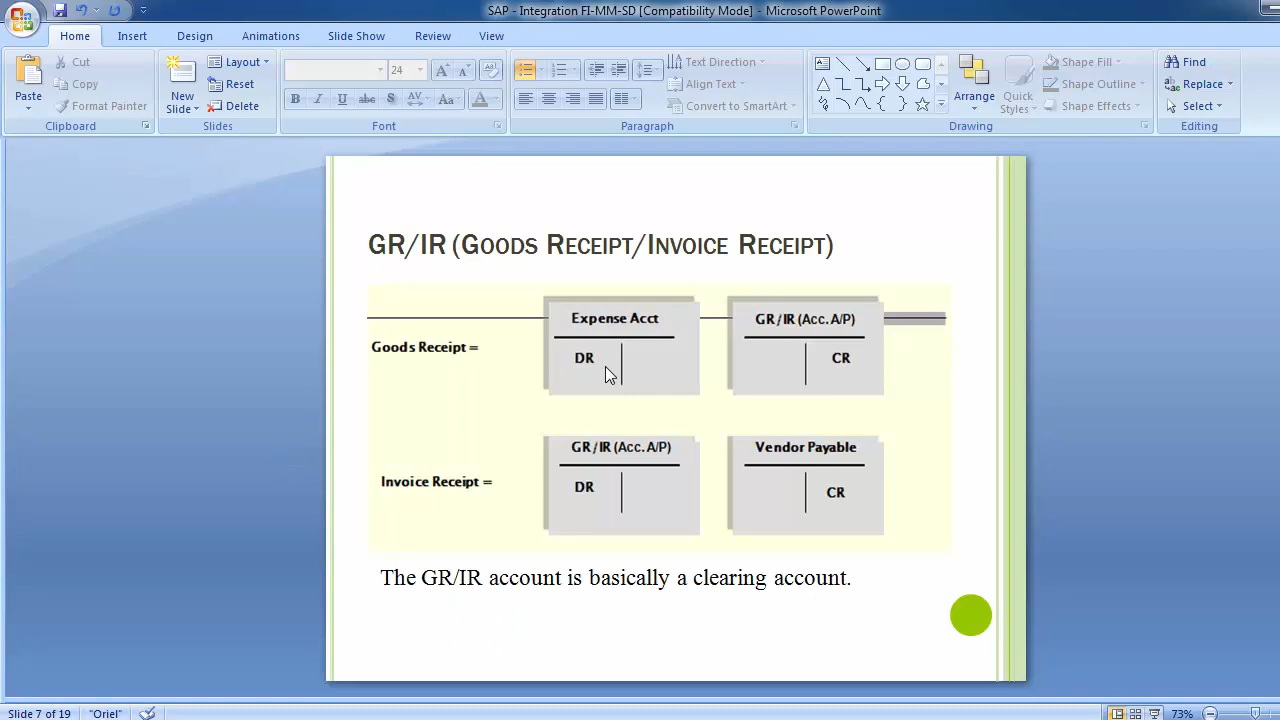 SAP - Integration FI-MM-SD [Compatibility Mode] - Microsoft PowerPoint
Home Insert Design Animations Slide Show Review View
Paste
Cut
Copy
Format Painter
Clipboard
New Slide
Layout
Reset
Delete
Slides
24
B I U abc S AV Aa A
Font
Text Direction
Align Text
Convert to SmartArt
Paragraph
Arrange
Quick Styles
Shape Fill
Shape Outline
Shape Effects
Drawing
Find
Replace
Select
Editing
GR/IR (Goods Receipt/Invoice Receipt)
Expense Acct
GR/IR (Acc. A/P)
Goods Receipt =
DR
CR
GR/IR (Acc. A/P)
Vendor Payable
Invoice Receipt =
DR
CR
The GR/IR account is basically a clearing account.
Slide 7 of 19
"Oriel"
73%